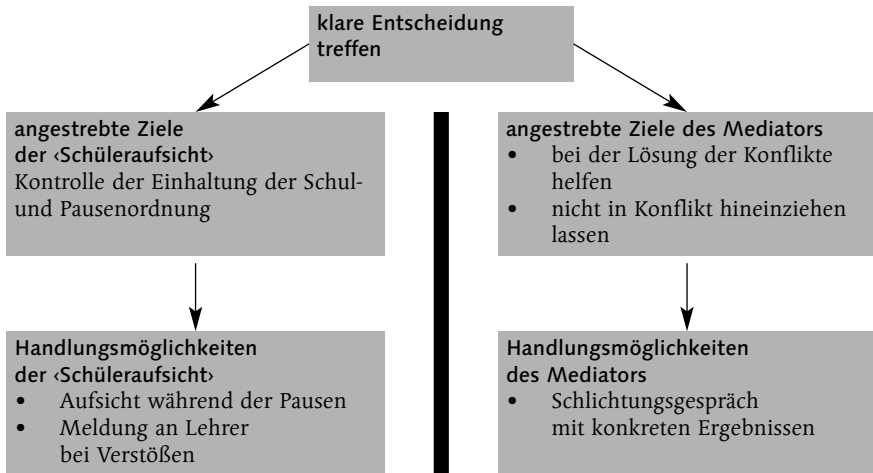 klare Entscheidung
treffen
angestrebte Ziele
der ‹Schüleraufsicht›
Kontrolle der Einhaltung der Schul-
und Pausenordnung
angestrebte Ziele des Mediators
• bei der Lösung der Konflikte
helfen
• nicht in Konflikt hineinziehen
lassen
Handlungsmöglichkeiten
der ‹Schüleraufsicht›
• Aufsicht während der Pausen
• Meldung an Lehrer
bei Verstößen
Handlungsmöglichkeiten
des Mediators
• Schlichtungsgespräch
mit konkreten Ergebnissen